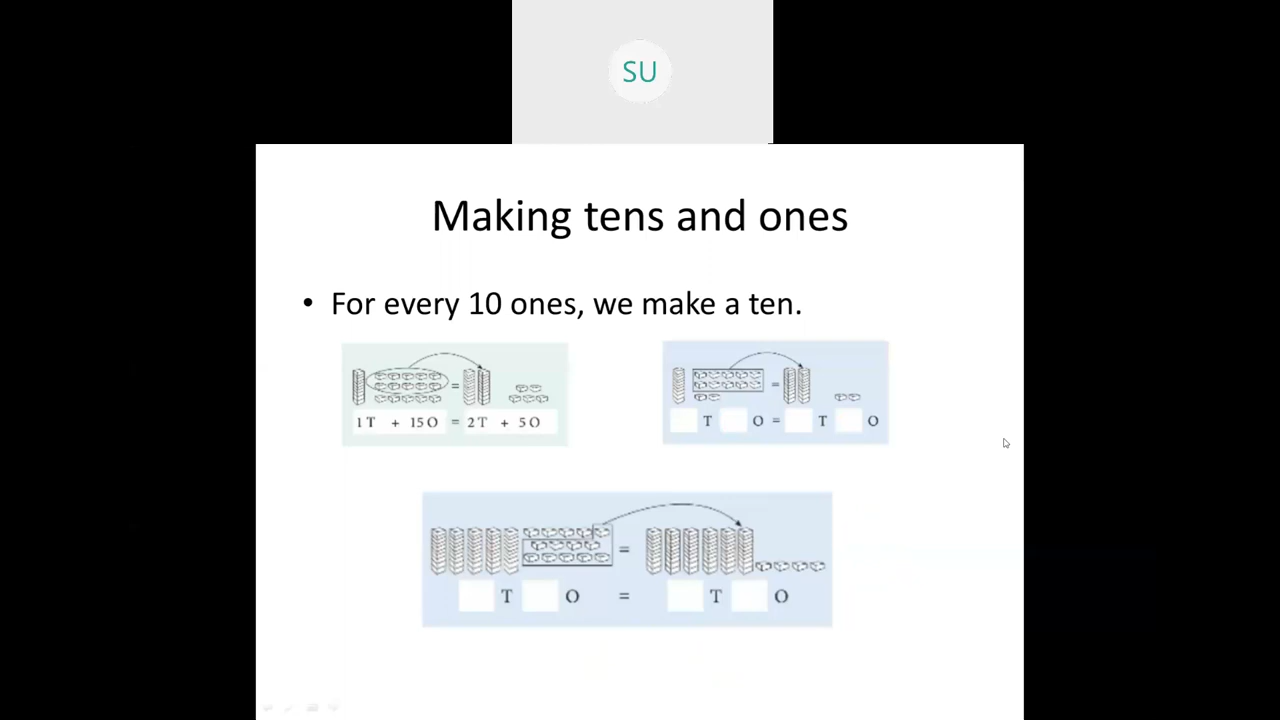 SU
Making tens and ones
• For every 10 ones, we make a ten.
1T + 15O = 2T + 5O
=
T O = T O
=
T O = T O
=